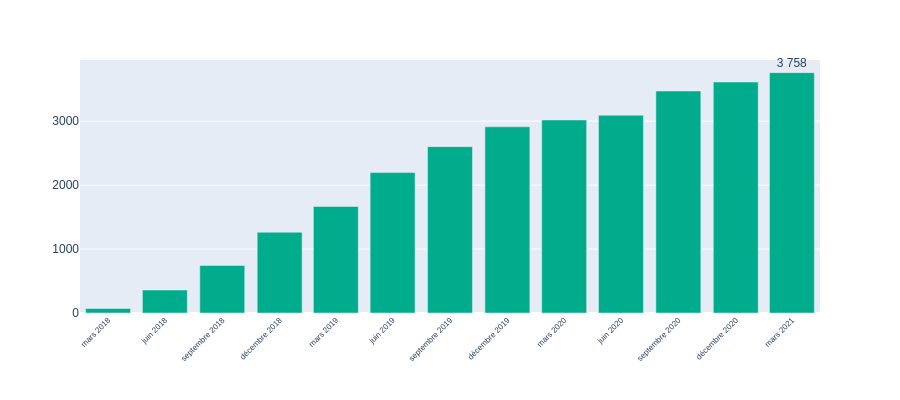 3 758
3000
2000
1000
0
mars 2018
juin 2018
septembre 2018
décembre 2018
mars 2019
juin 2019
septembre 2019
décembre 2019
mars 2020
juin 2020
septembre 2020
décembre 2020
mars 2021